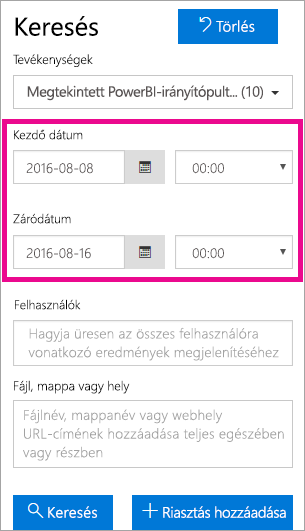 Keresés
Törlés
Tevékenységek
Megtekintett PowerBI-irányítópult... (10)
Kezdő dátum
2016-08-08
00:00
Záródátum
2016-08-16
00:00
Felhasználók
Hagyja üresen az összes felhasználóra
vonatkozó eredmények megjelenítéséhez
Fájl, mappa vagy hely
Fájlnév, mappanév vagy webhely
URL-címének hozzáadása teljes egészében
vagy részben
Keresés
Riasztás hozzáadása